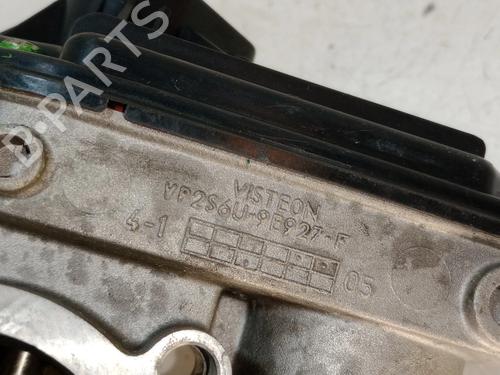 VISTEON
VP2S6U-9E927-F
4-1
05
D-PARTS